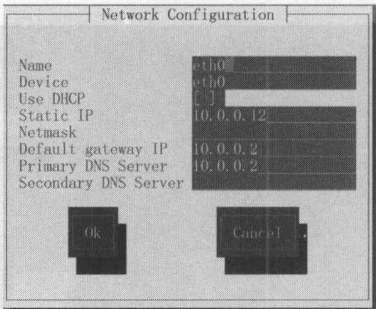 Network Configuration
Name eth0
Device eth0
Use DHCP [ ]
Static IP 10.0.0.12
Netmask
Default gateway IP 10.0.0.2
Primary DNS Server 10.0.0.2
Secondary DNS Server
Ok Cancel